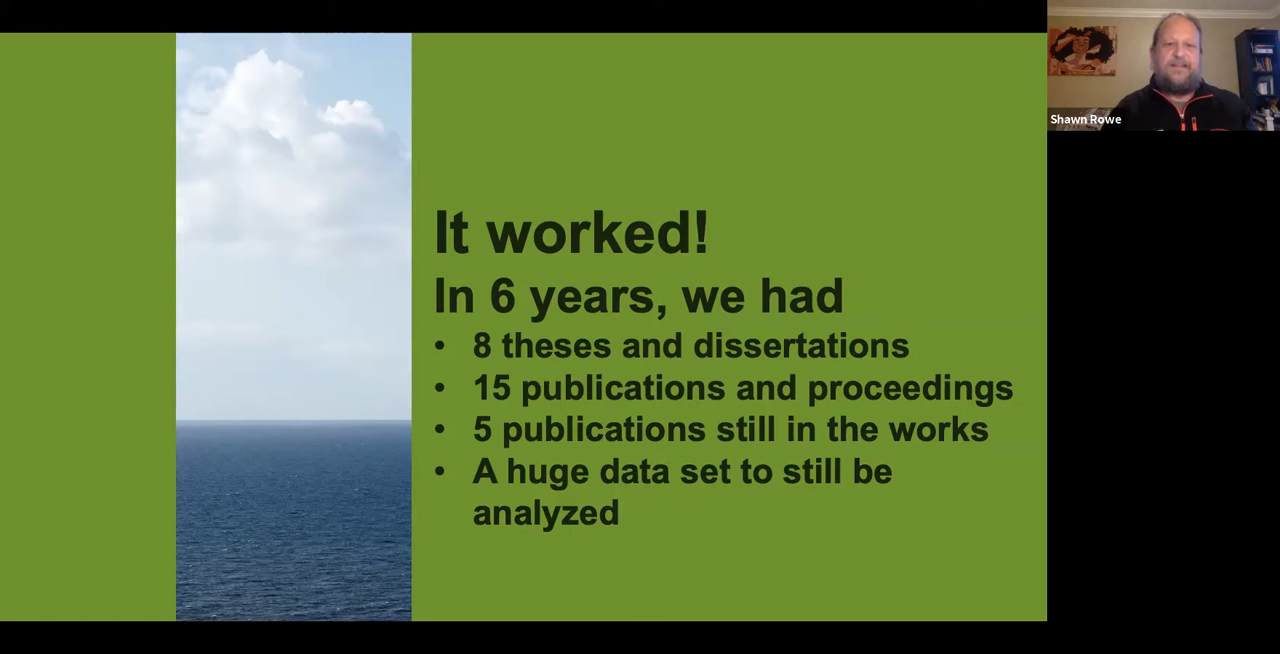 It worked!
In 6 years, we had
• 8 theses and dissertations
• 15 publications and proceedings
• 5 publications still in the works
• A huge data set to still be
analyzed
Shawn Rowe